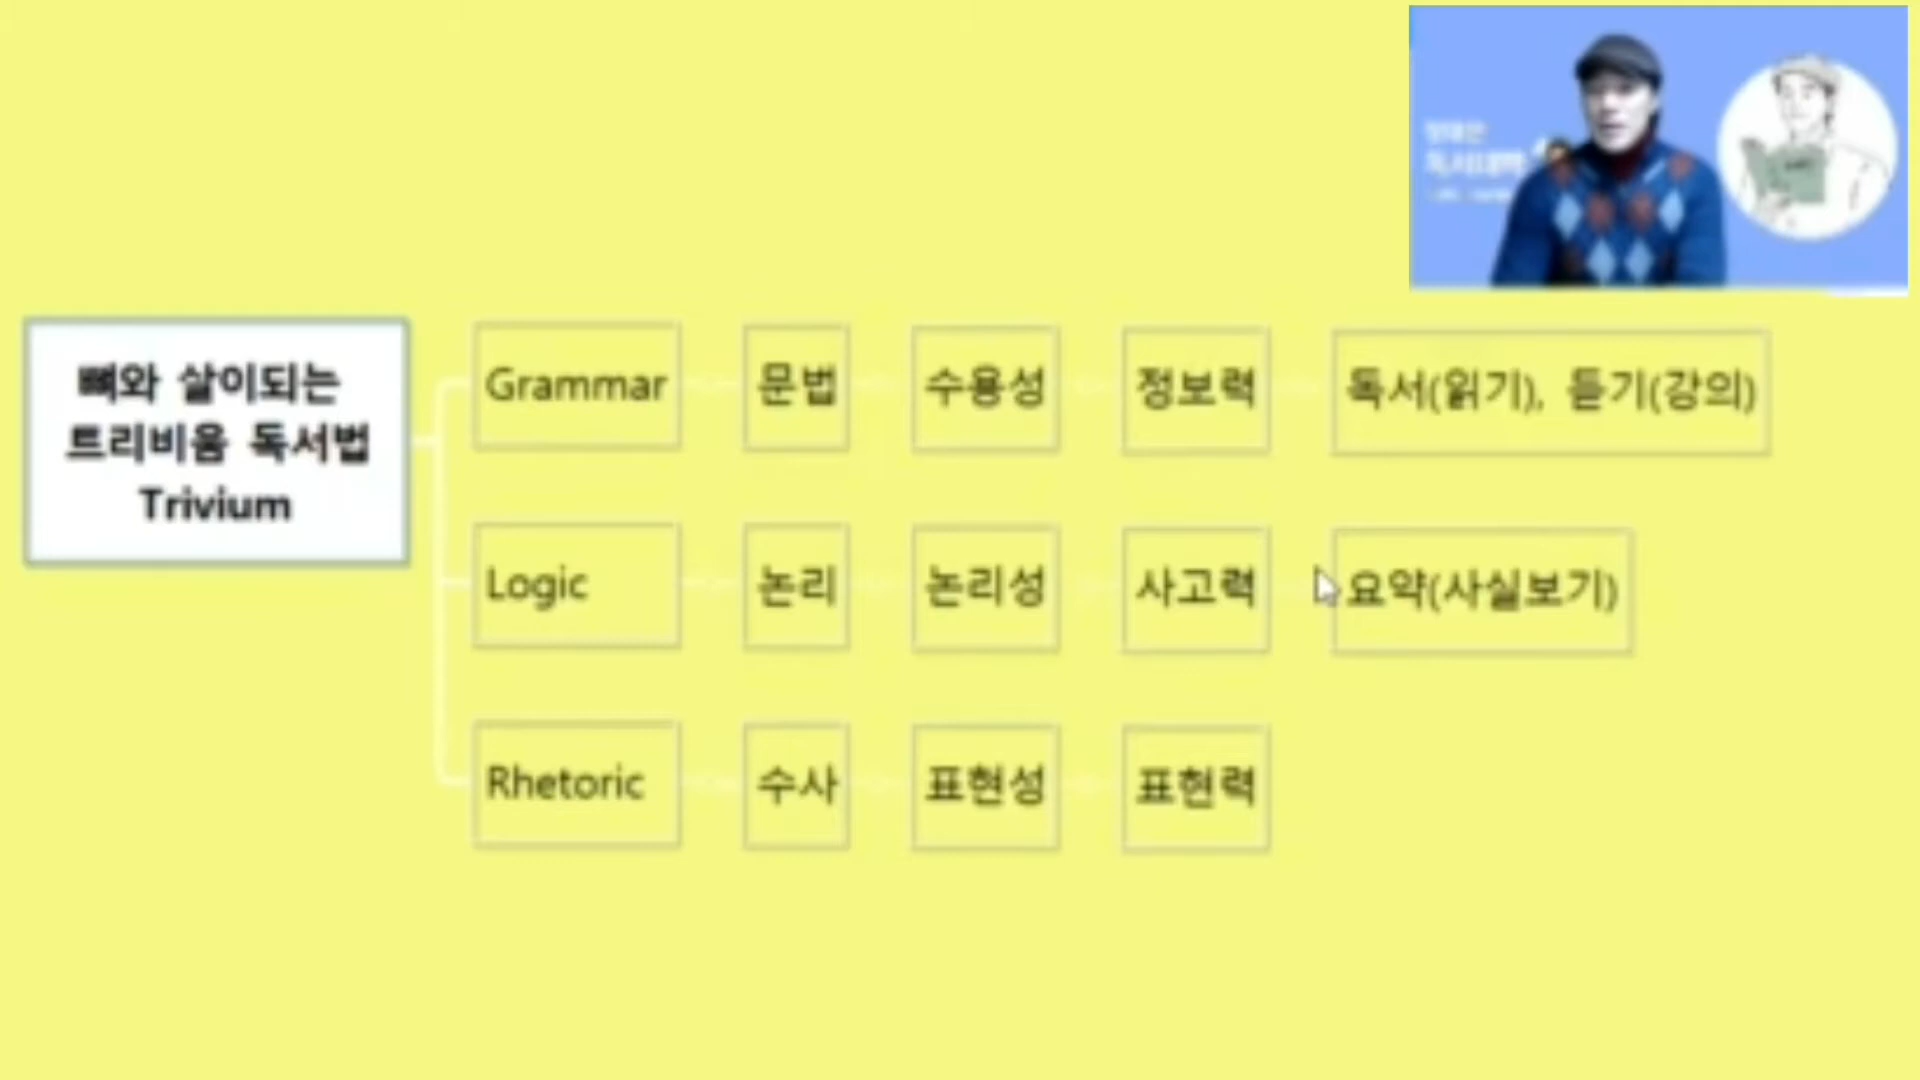 뼈와 살이되는
트리비움 독서법
Trivium
Grammar 문법 수용성 정보력 독서(읽기), 듣기(강의)
Logic 논리 논리성 사고력 요약(사실보기)
Rhetoric 수사 표현성 표현력